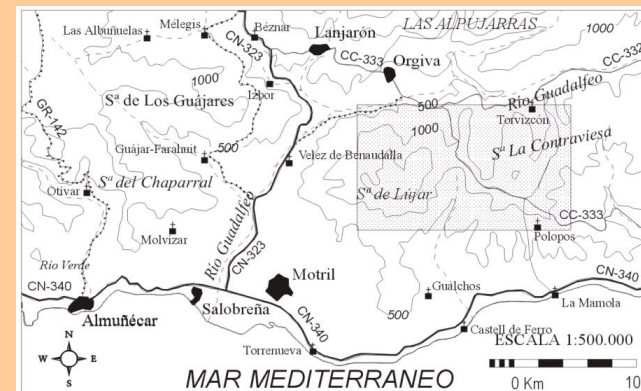 Las Albuñuelas
Mélegis
Béznar
Lanjarón
LAS ALPUJARRAS
1000
CN-323
CC-333
Orgiva
CC-332
1000
Izbor
Sª de Los Guájares
500
Río Guadalfeo
1000
Torvizcón
GR-142
Guájar-Farahuit
500
Velez de Benaudalla
Sª La Contraviesa
Otívar
Sª del Chaparral
Sª de Lújar
CC-333
Molvizar
Río Guadalfeo
CN-323
Polopos
Río Verde
CN-340
Motril
CN-340
Gualchos
La Mamola
Almuñécar
Salobreña
CN-340
500
Castell de Ferro
N
W E
S
Torrenueva
ESCALA 1:500.000
MAR MEDITERRANEO
0 Km 10